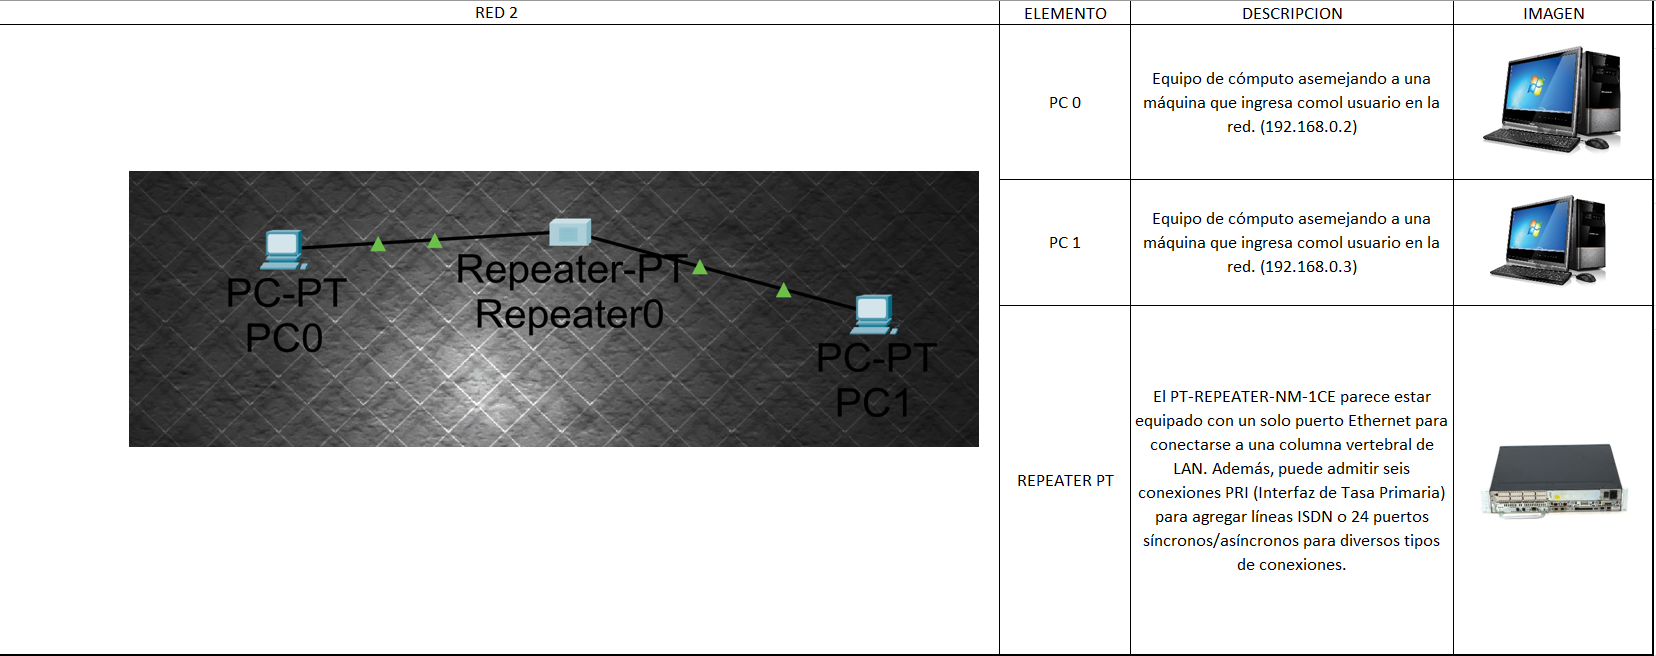 RED 2
ELEMENTO
DESCRIPCION
IMAGEN
PC-PT
PC0
Repeater-PT
Repeater0
PC-PT
PC1
PC 0
Equipo de cómputo asemejando a una
máquina que ingresa comol usuario en la
red. (192.168.0.2)
PC 1
Equipo de cómputo asemejando a una
máquina que ingresa comol usuario en la
red. (192.168.0.3)
REPEATER PT
El PT-REPEATER-NM-1CE parece estar
equipado con un solo puerto Ethernet para
conectarse a una columna vertebral de
LAN. Además, puede admitir seis
conexiones PRI (Interfaz de Tasa Primaria)
para agregar líneas ISDN o 24 puertos
síncronos/asíncronos para diversos tipos
de conexiones.